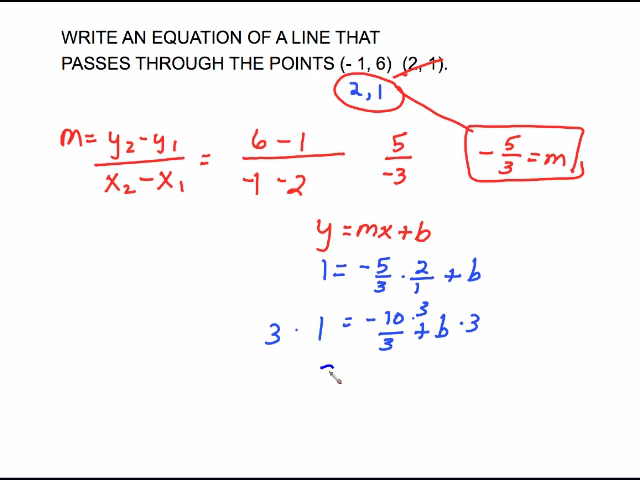 WRITE AN EQUATION OF A LINE THAT
PASSES THROUGH THE POINTS (- 1, 6) (2, 1).
2, 1
m = y₂ - y₁ / x₂ - x₁ = 6 - 1 / -1 - 2 5 / -3 - 5/3 = m
y = mx + b
1 = - 5/3 · 2/1 + b
3 · 1 = - 10/3 · 3 + b · 3